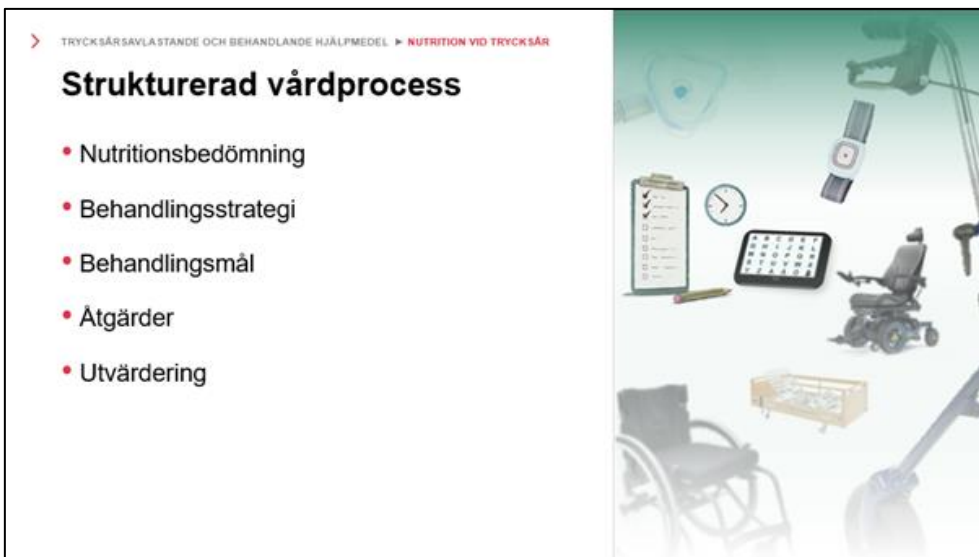 TRYCKSÅRSAVLASTANDE OCH BEHANDLANDE HJÄLPMEDEL ► NUTRITION VID TRYCKSÅR
Strukturerad vårdprocess
• Nutritionsbedömning
• Behandlingsstrategi
• Behandlingsmål
• Åtgärder
• Utvärdering